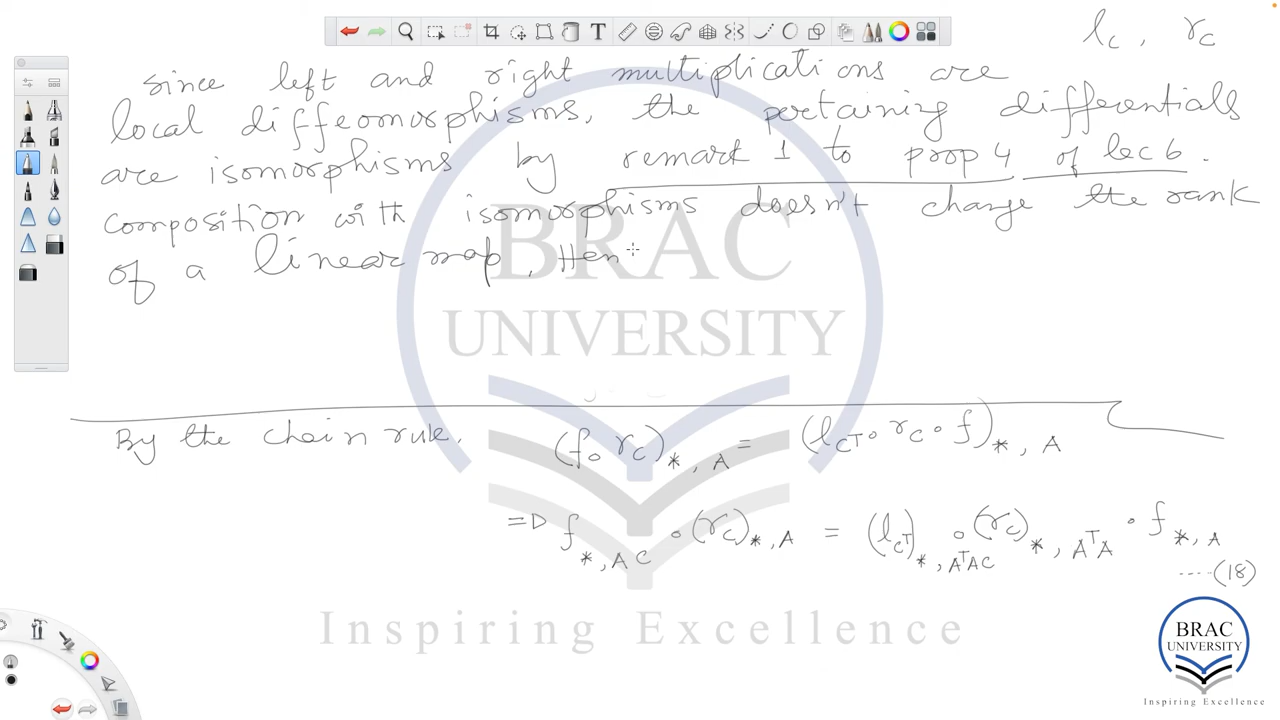 l_C , r_C
since left and right multiplications are
local diffeomorphisms, the pertaining differentials
are isomorphisms by remark 1 to prop 4 of lec 6 .
composition with isomorphisms doesn't change the rank
of a linear map, Hen
By the chain rule, (f∘r_C)_{*, A} = (l_{C^T}∘ r_C ∘ f)_{*, A}
=> f_{*, AC} ∘ (r_C)_{*, A} = (l_{C^T})_{*, A^TAC} ∘ (r_C)_{*, A^TA} ∘ f_{*, A}
....(18)
BRAC
UNIVERSITY
Inspiring Excellence
BRAC
UNIVERSITY
Inspiring Excellence